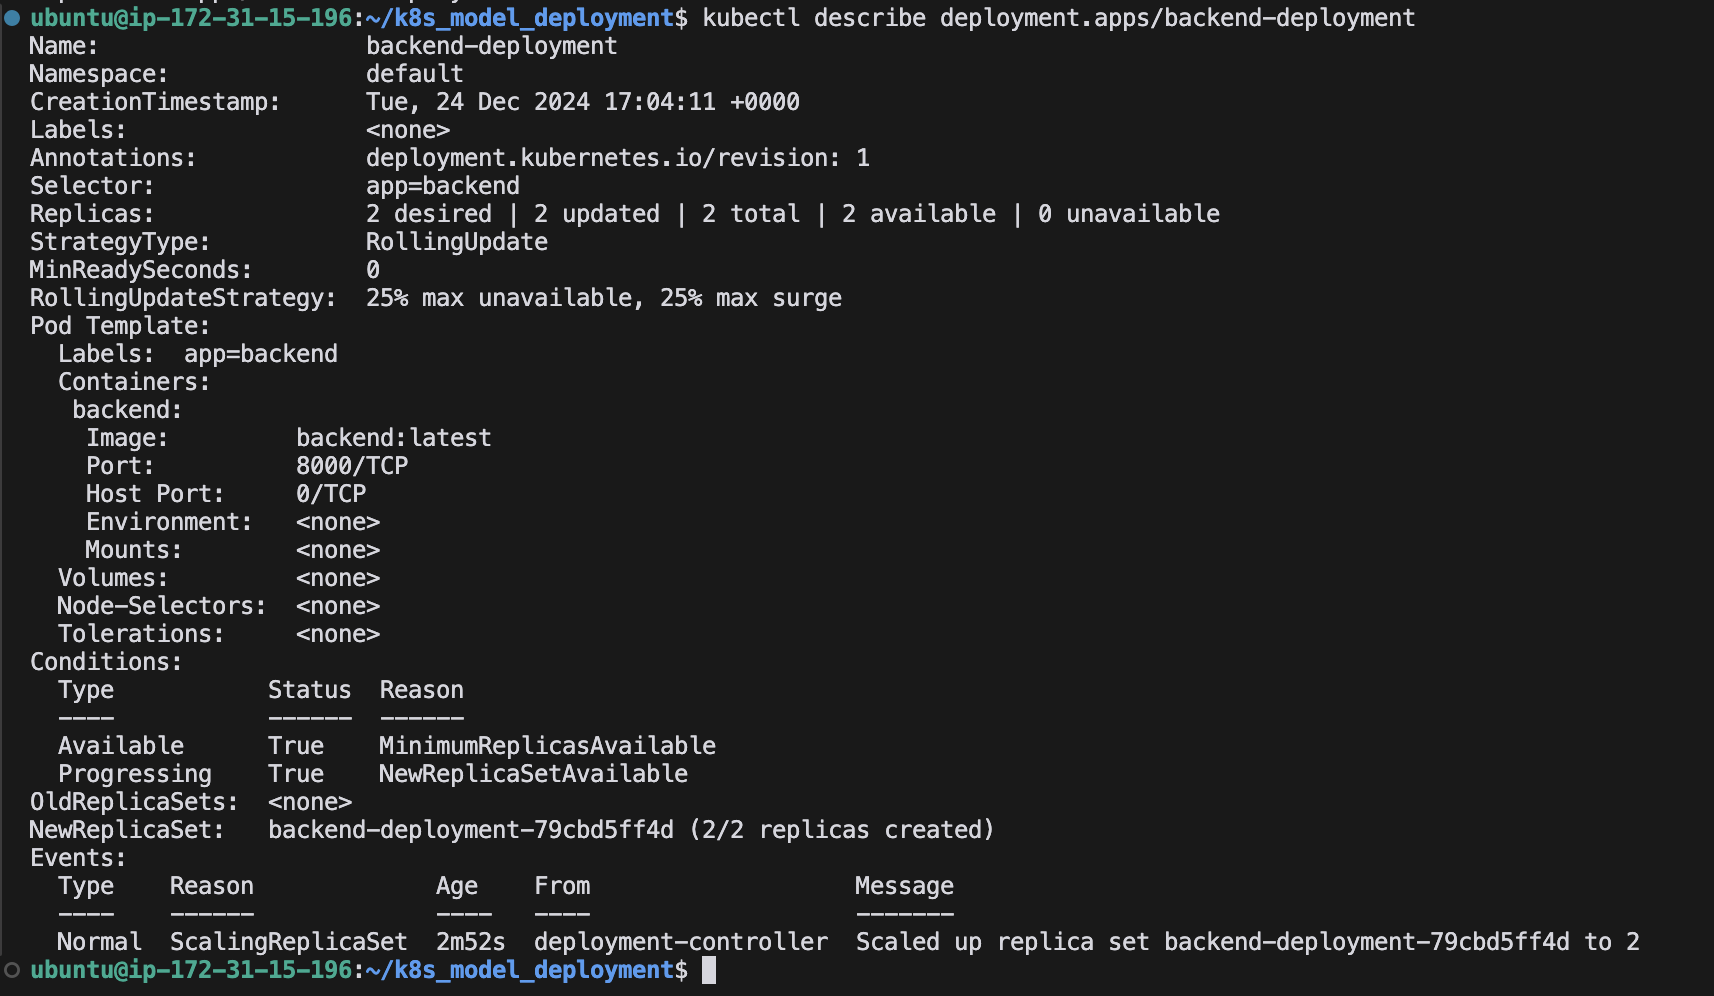 ubuntu@ip-172-31-15-196:~/k8s_model_deployment$ kubectl describe deployment.apps/backend-deployment
Name:                   backend-deployment
Namespace:              default
CreationTimestamp:      Tue, 24 Dec 2024 17:04:11 +0000
Labels:                 <none>
Annotations:            deployment.kubernetes.io/revision: 1
Selector:               app=backend
Replicas:               2 desired | 2 updated | 2 total | 2 available | 0 unavailable
StrategyType:           RollingUpdate
MinReadySeconds:        0
RollingUpdateStrategy:  25% max unavailable, 25% max surge
Pod Template:
  Labels:  app=backend
  Containers:
   backend:
    Image:         backend:latest
    Port:          8000/TCP
    Host Port:     0/TCP
    Environment:   <none>
    Mounts:        <none>
  Volumes:         <none>
  Node-Selectors:  <none>
  Tolerations:     <none>
Conditions:
  Type           Status  Reason
  ----           ------  ------
  Available      True    MinimumReplicasAvailable
  Progressing    True    NewReplicaSetAvailable
OldReplicaSets:  <none>
NewReplicaSet:   backend-deployment-79cbd5ff4d (2/2 replicas created)
Events:
  Type    Reason             Age    From                   Message
  ----    ------             ----   ----                   -------
  Normal  ScalingReplicaSet  2m52s  deployment-controller  Scaled up replica set backend-deployment-79cbd5ff4d to 2
ubuntu@ip-172-31-15-196:~/k8s_model_deployment$